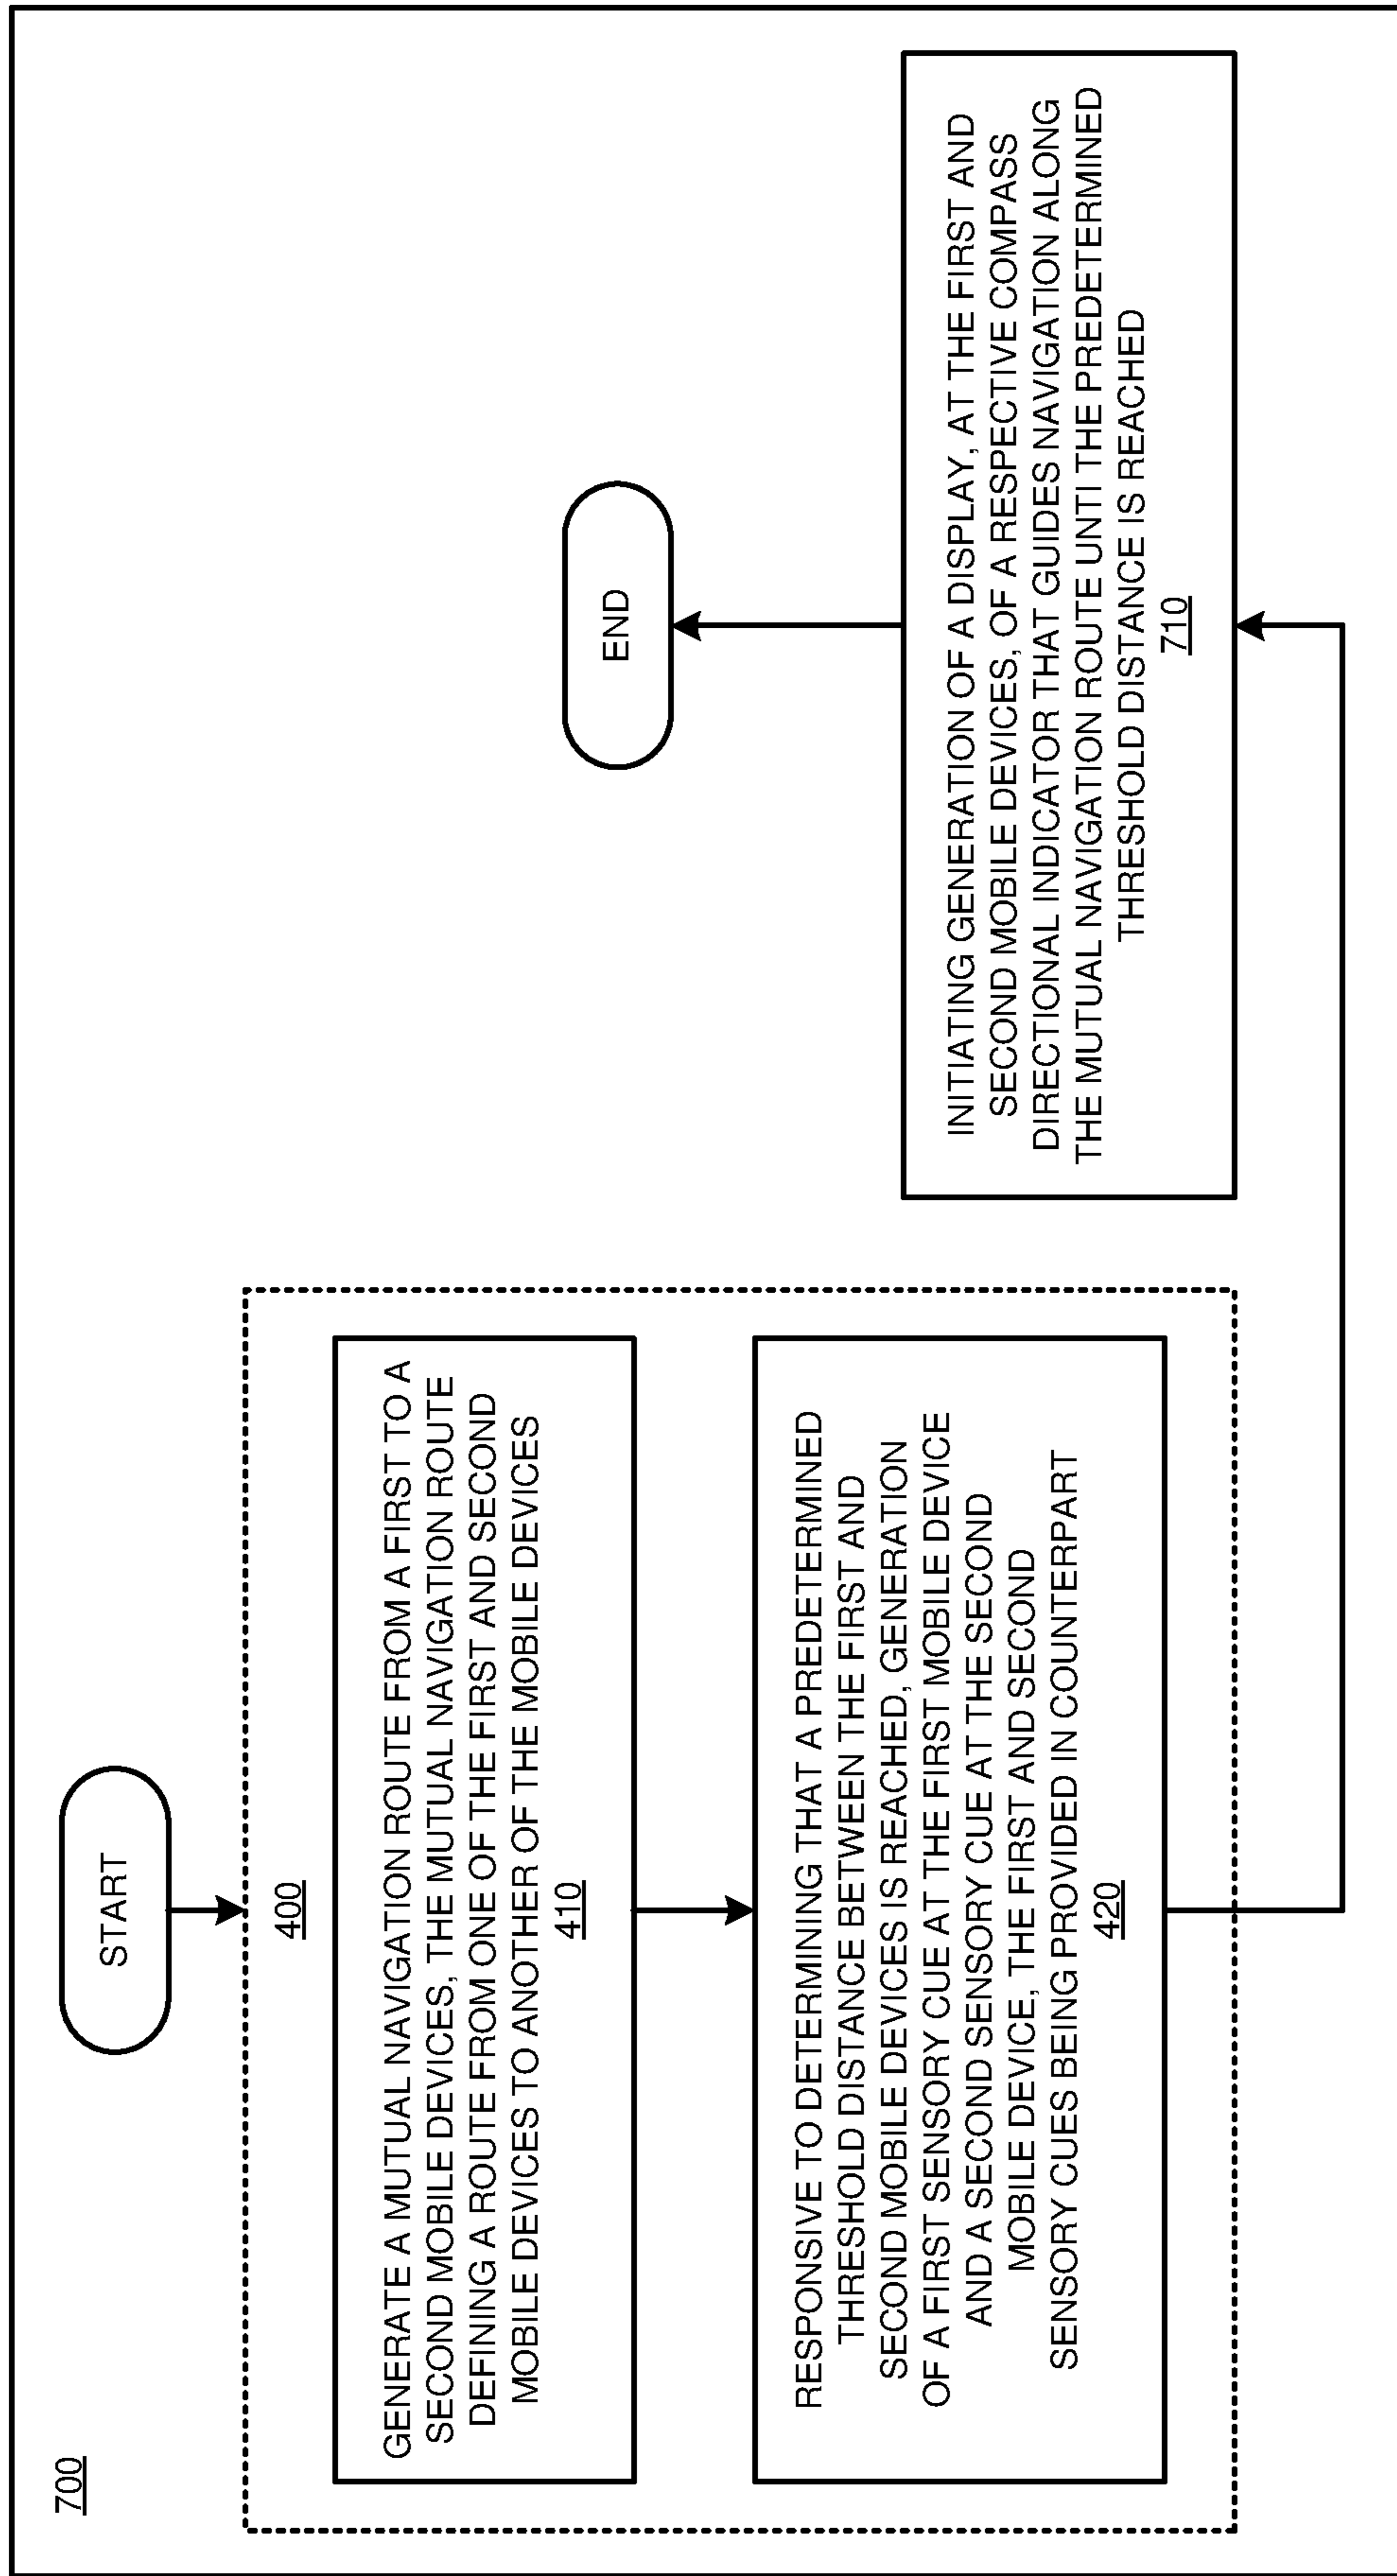 700
START
400
GENERATE A MUTUAL NAVIGATION ROUTE FROM A FIRST TO A
SECOND MOBILE DEVICES, THE MUTUAL NAVIGATION ROUTE
DEFINING A ROUTE FROM ONE OF THE FIRST AND SECOND
MOBILE DEVICES TO ANOTHER OF THE MOBILE DEVICES
410
RESPONSIVE TO DETERMINING THAT A PREDETERMINED
THRESHOLD DISTANCE BETWEEN THE FIRST AND
SECOND MOBILE DEVICES IS REACHED, GENERATION
OF A FIRST SENSORY CUE AT THE FIRST MOBILE DEVICE
AND A SECOND SENSORY CUE AT THE SECOND
MOBILE DEVICE, THE FIRST AND SECOND
SENSORY CUES BEING PROVIDED IN COUNTERPART
420
INITIATING GENERATION OF A DISPLAY, AT THE FIRST AND
SECOND MOBILE DEVICES, OF A RESPECTIVE COMPASS
DIRECTIONAL INDICATOR THAT GUIDES NAVIGATION ALONG
THE MUTUAL NAVIGATION ROUTE UNTI THE PREDETERMINED
THRESHOLD DISTANCE IS REACHED
710
END